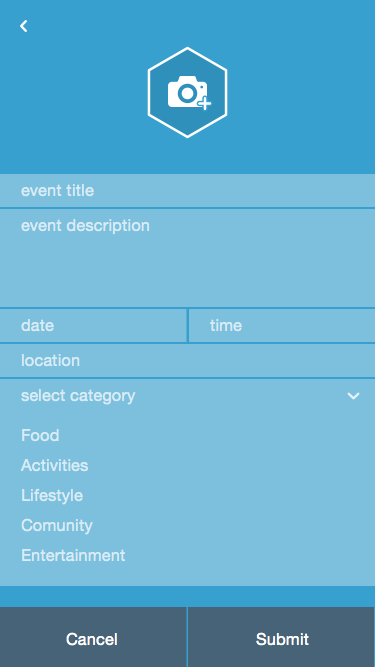 event title
event description
date
time
location
select category
Food
Activities
Lifestyle
Comunity
Entertainment
Cancel
Submit